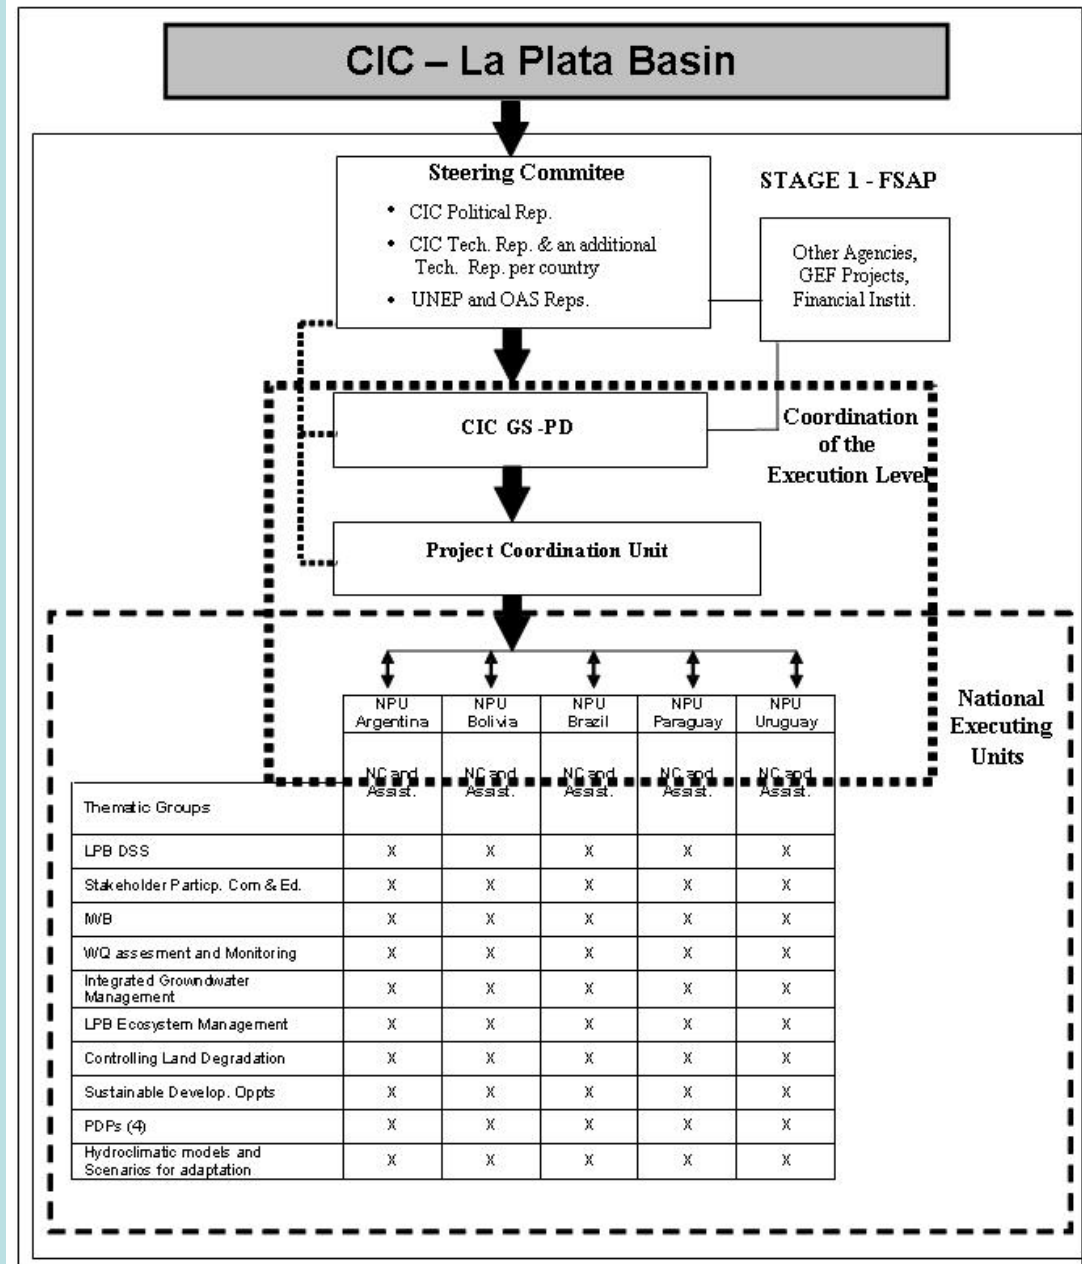 CIC – La Plata Basin
Steering Commitee
• CIC Political Rep.
• CIC Tech. Rep. & an additional
Tech. Rep. per country
• UNEP and OAS Reps.
STAGE 1 - FSAP
Other Agencies,
GEF Projects,
Financial Instit.
CIC GS -PD
Coordination
of the
Execution Level
Project Coordination Unit
National
Executing
Units
NPU Argentina
NPU Bolivia
NPU Brazil
NPU Paraguay
NPU Uruguay
NC and Assist.
NC and Assist.
NC and Assist.
NC and Assist.
NC and Assist.
Thematic Groups
LPB DSS X X X X X
Stakeholder Particp. Com & Ed. X X X X X
X X X X X
WQ assesment and Monitoring X X X X X
Integrated Growndwater
Management X X X X X
LPB Ecosystem Management X X X X X
Controlling Land Degradation X X X X X
Sustainable Develop. Oppts X X X X X
PDPs (4) X X X X X
Hydroclimatic models and
Scenarios for adaptation X X X X X